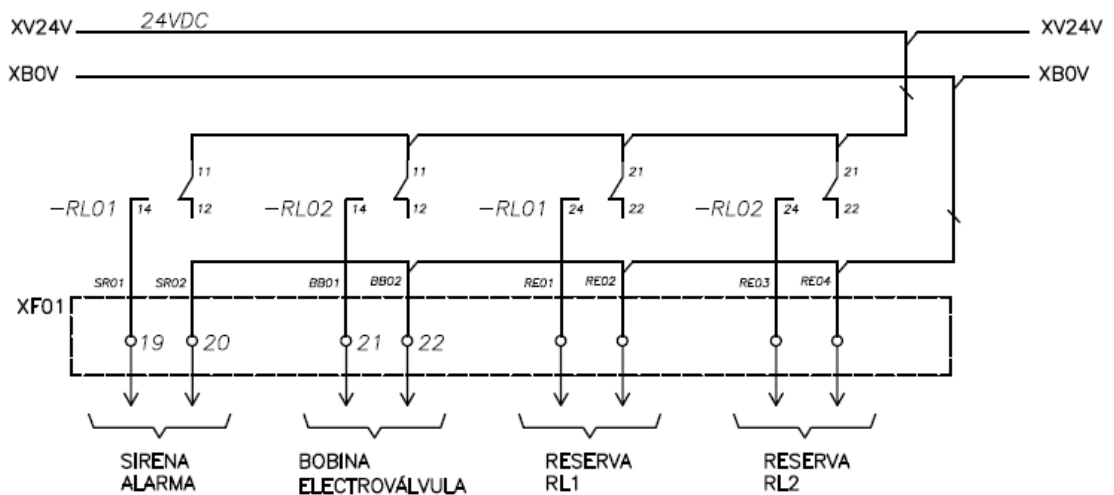 XV24V 24VDC XV24V
XB0V XB0V
11 11 21 21
-RL01 14 12 -RL02 14 12 -RL01 24 22 -RL02 24 22
SR01 SR02 BB01 BB02 RE01 RE02 RE03 RE04
XF01
19 20 21 22
SIRENA
ALARMA
BOBINA
ELECTROVÁLVULA
RESERVA
RL1
RESERVA
RL2